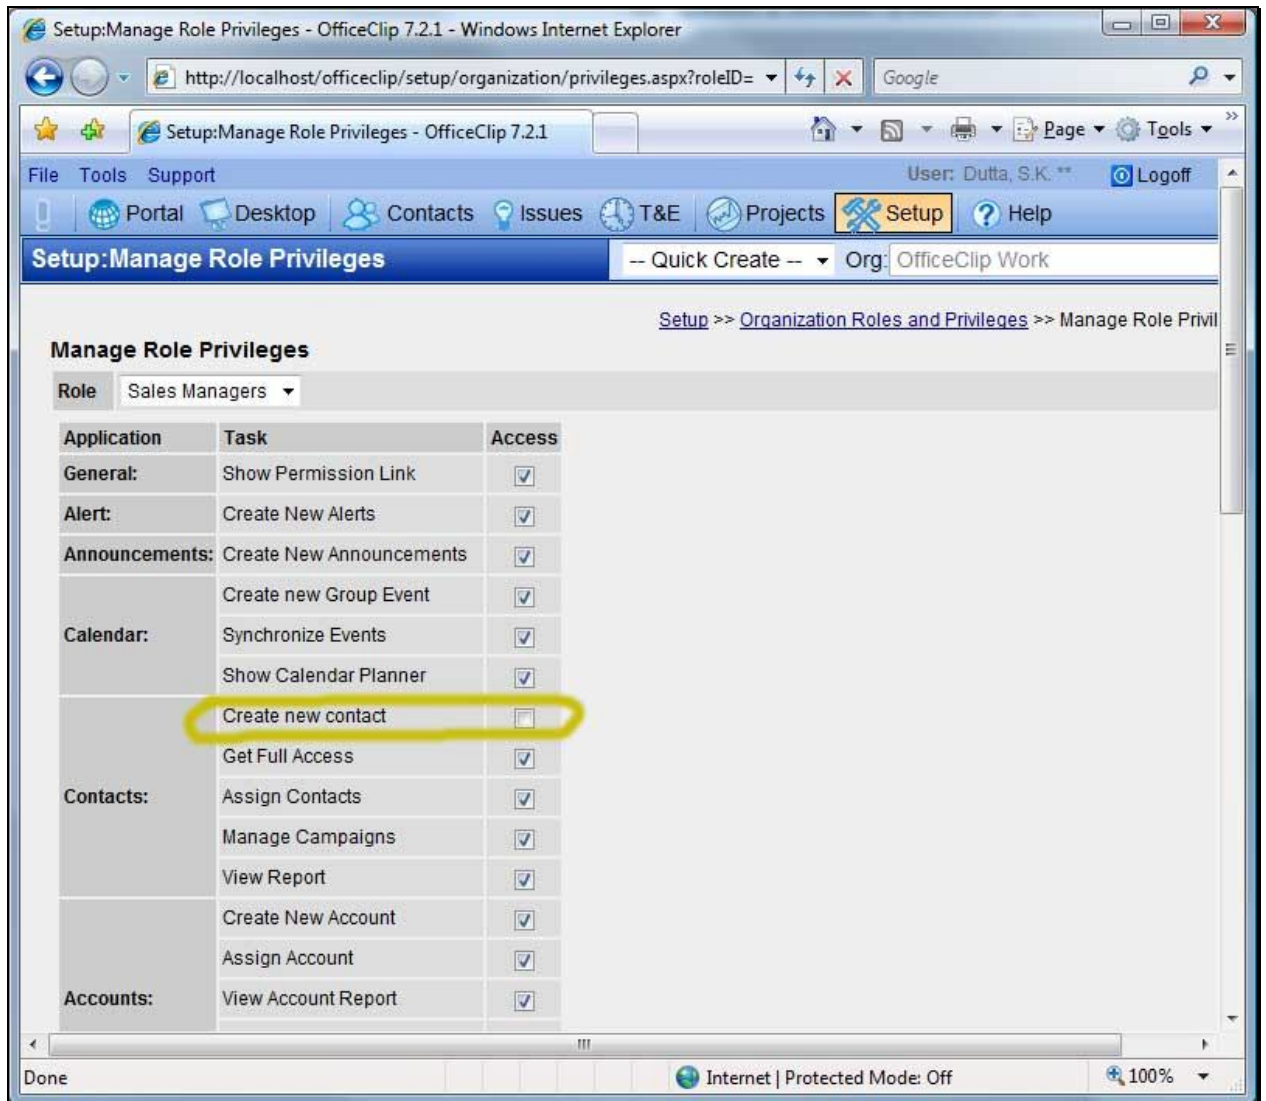 Setup:Manage Role Privileges - OfficeClip 7.2.1 - Windows Internet Explorer
http://localhost/officeclip/setup/organization/privileges.aspx?roleID= Google
Setup:Manage Role Privileges - OfficeClip 7.2.1 Page Tools »
File Tools Support User: Dutta, S.K. ** Logoff
Portal Desktop Contacts Issues T&E Projects Setup Help
Setup:Manage Role Privileges -- Quick Create -- Org: OfficeClip Work
Setup >> Organization Roles and Privileges >> Manage Role Privil
Manage Role Privileges
Role Sales Managers
Application Task Access
General: Show Permission Link
Alert: Create New Alerts
Announcements: Create New Announcements
Create new Group Event
Calendar: Synchronize Events
Show Calendar Planner
Create new contact
Get Full Access
Contacts: Assign Contacts
Manage Campaigns
View Report
Create New Account
Assign Account
Accounts: View Account Report
Done Internet | Protected Mode: Off 100%